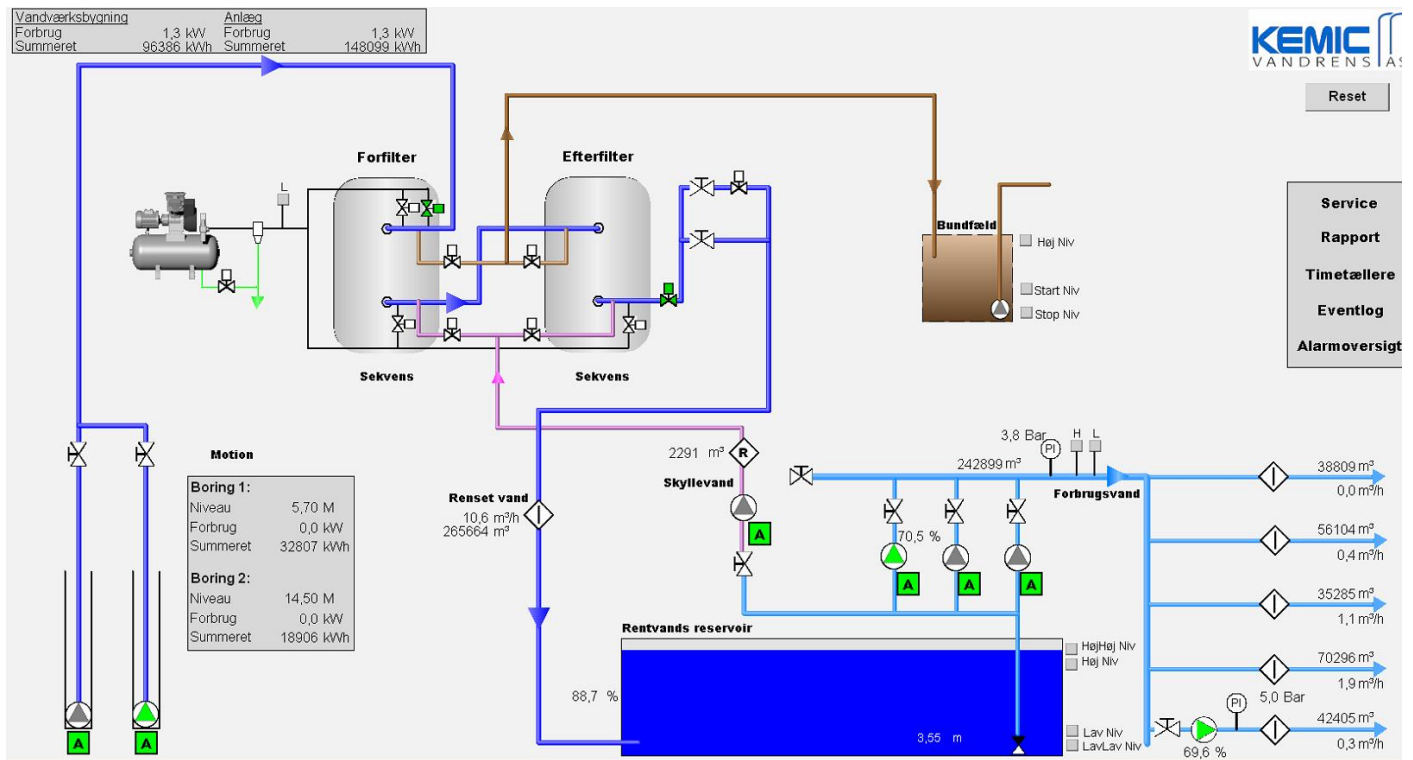 Vandværksbygning Anlæg
Forbrug 1,3 kW Forbrug 1,3 kW
Summeret 96386 kWh Summeret 148099 kWh
KEMIC
VANDRENS AS
Reset
Forfilter
Efterfilter
L
Service
Rapport
Timetællere
Eventlog
Alarmoversigt
Bundfæld
Høj Niv
Start Niv
Stop Niv
Sekvens
Sekvens
Motion
Boring 1:
Niveau 5,70 M
Forbrug 0,0 kW
Summeret 32807 kWh
Boring 2:
Niveau 14,50 M
Forbrug 0,0 kW
Summeret 18906 kWh
A
A
Renset vand
10,6 m³/h
265664 m³
2291 m³
R
Skyllevand
A
3,8 Bar
PI
H
L
242899 m³
Forbrugsvand
70,5 %
A
A
A
38809 m³
0,0 m³/h
56104 m³
0,4 m³/h
35285 m³
1,1 m³/h
70296 m³
1,9 m³/h
PI
5,0 Bar
42405 m³
0,3 m³/h
69,6 %
Rentvands reservoir
HøjHøj Niv
Høj Niv
88,7 %
3,55 m
Lav Niv
LavLav Niv